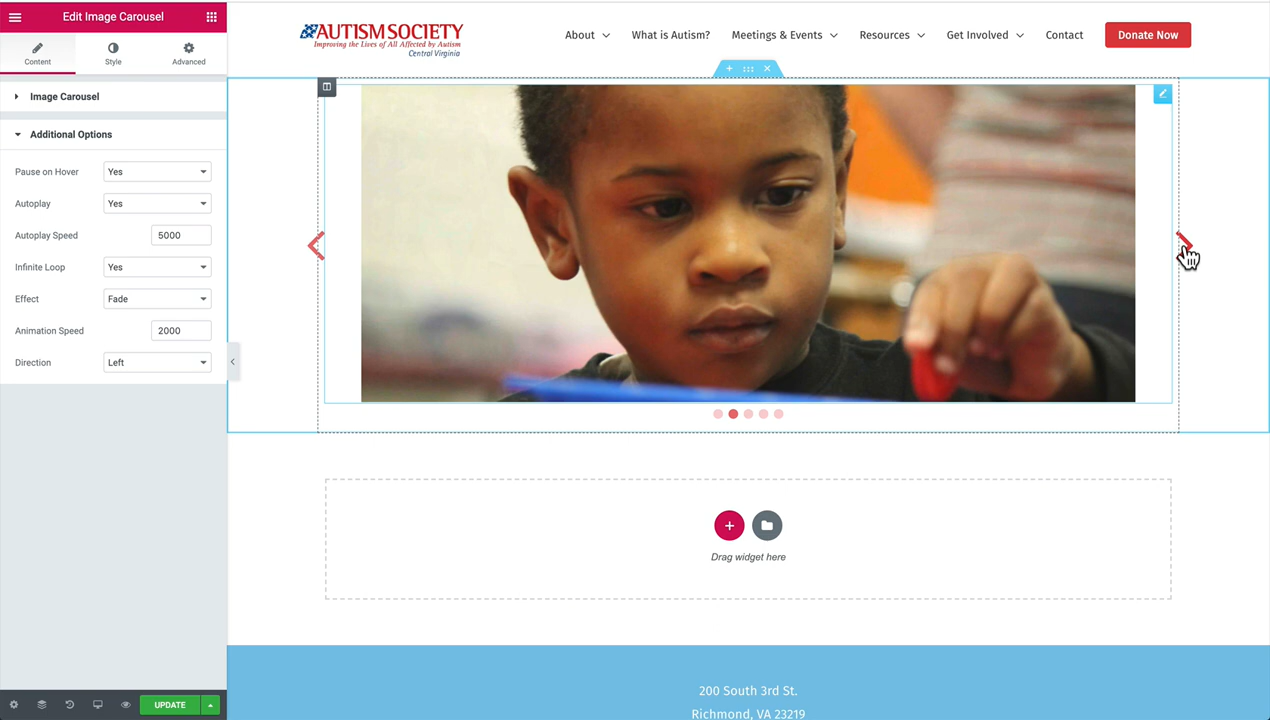 Edit Image Carousel
Content
Style
Advanced
Image Carousel
Additional Options
Pause on Hover Yes
Autoplay Yes
Autoplay Speed 5000
Infinite Loop Yes
Effect Fade
Animation Speed 2000
Direction Left
UPDATE
AUTISM SOCIETY
Improving the Lives of All Affected by Autism
Central Virginia
About
What is Autism?
Meetings & Events
Resources
Get Involved
Contact
Donate Now
Drag widget here
200 South 3rd St.
Richmond, VA 23219